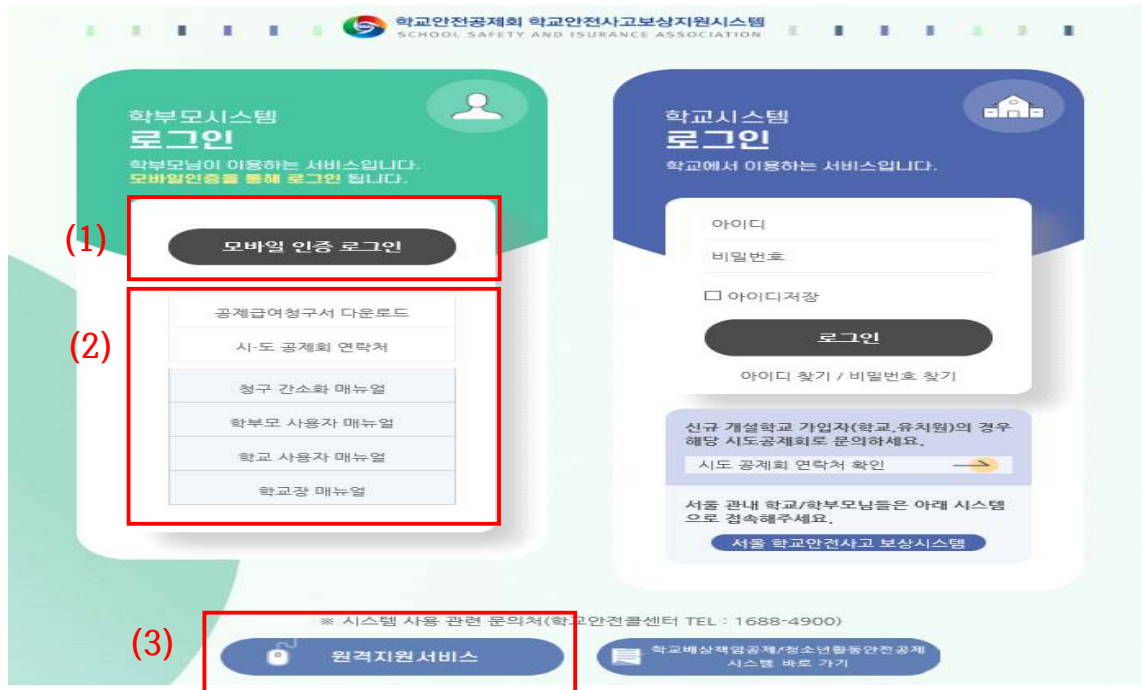 학교안전공제회 학교안전사고보상지원시스템
SCHOOL SAFETY AND ISURANCE ASSOCIATION
학부모시스템
로그인
학부모님이 이용하는 서비스입니다.
모바일인증을 통해 로그인 됩니다.
(1)
모바일 인증 로그인
(2)
공제급여청구서 다운로드
시·도 공제회 연락처
청구 간소화 매뉴얼
학부모 사용자 매뉴얼
학교 사용자 매뉴얼
학교장 매뉴얼
학교시스템
로그인
학교에서 이용하는 서비스입니다.
아이디
비밀번호
아이디저장
로그인
아이디 찾기 / 비밀번호 찾기
신규 개설학교 가입자(학교,유치원)의 경우
해당 시도공제회로 문의하세요.
시도 공제회 연락처 확인
서울 관내 학교/학부모님들은 아래 시스템
으로 접속해주세요.
서울 학교안전사고 보상시스템
※ 시스템 사용 관련 문의처(학교안전콜센터 TEL : 1688-4900)
(3)
원격지원서비스
학교배상책임공제/청소년활동안전공제
시스템 바로 가기